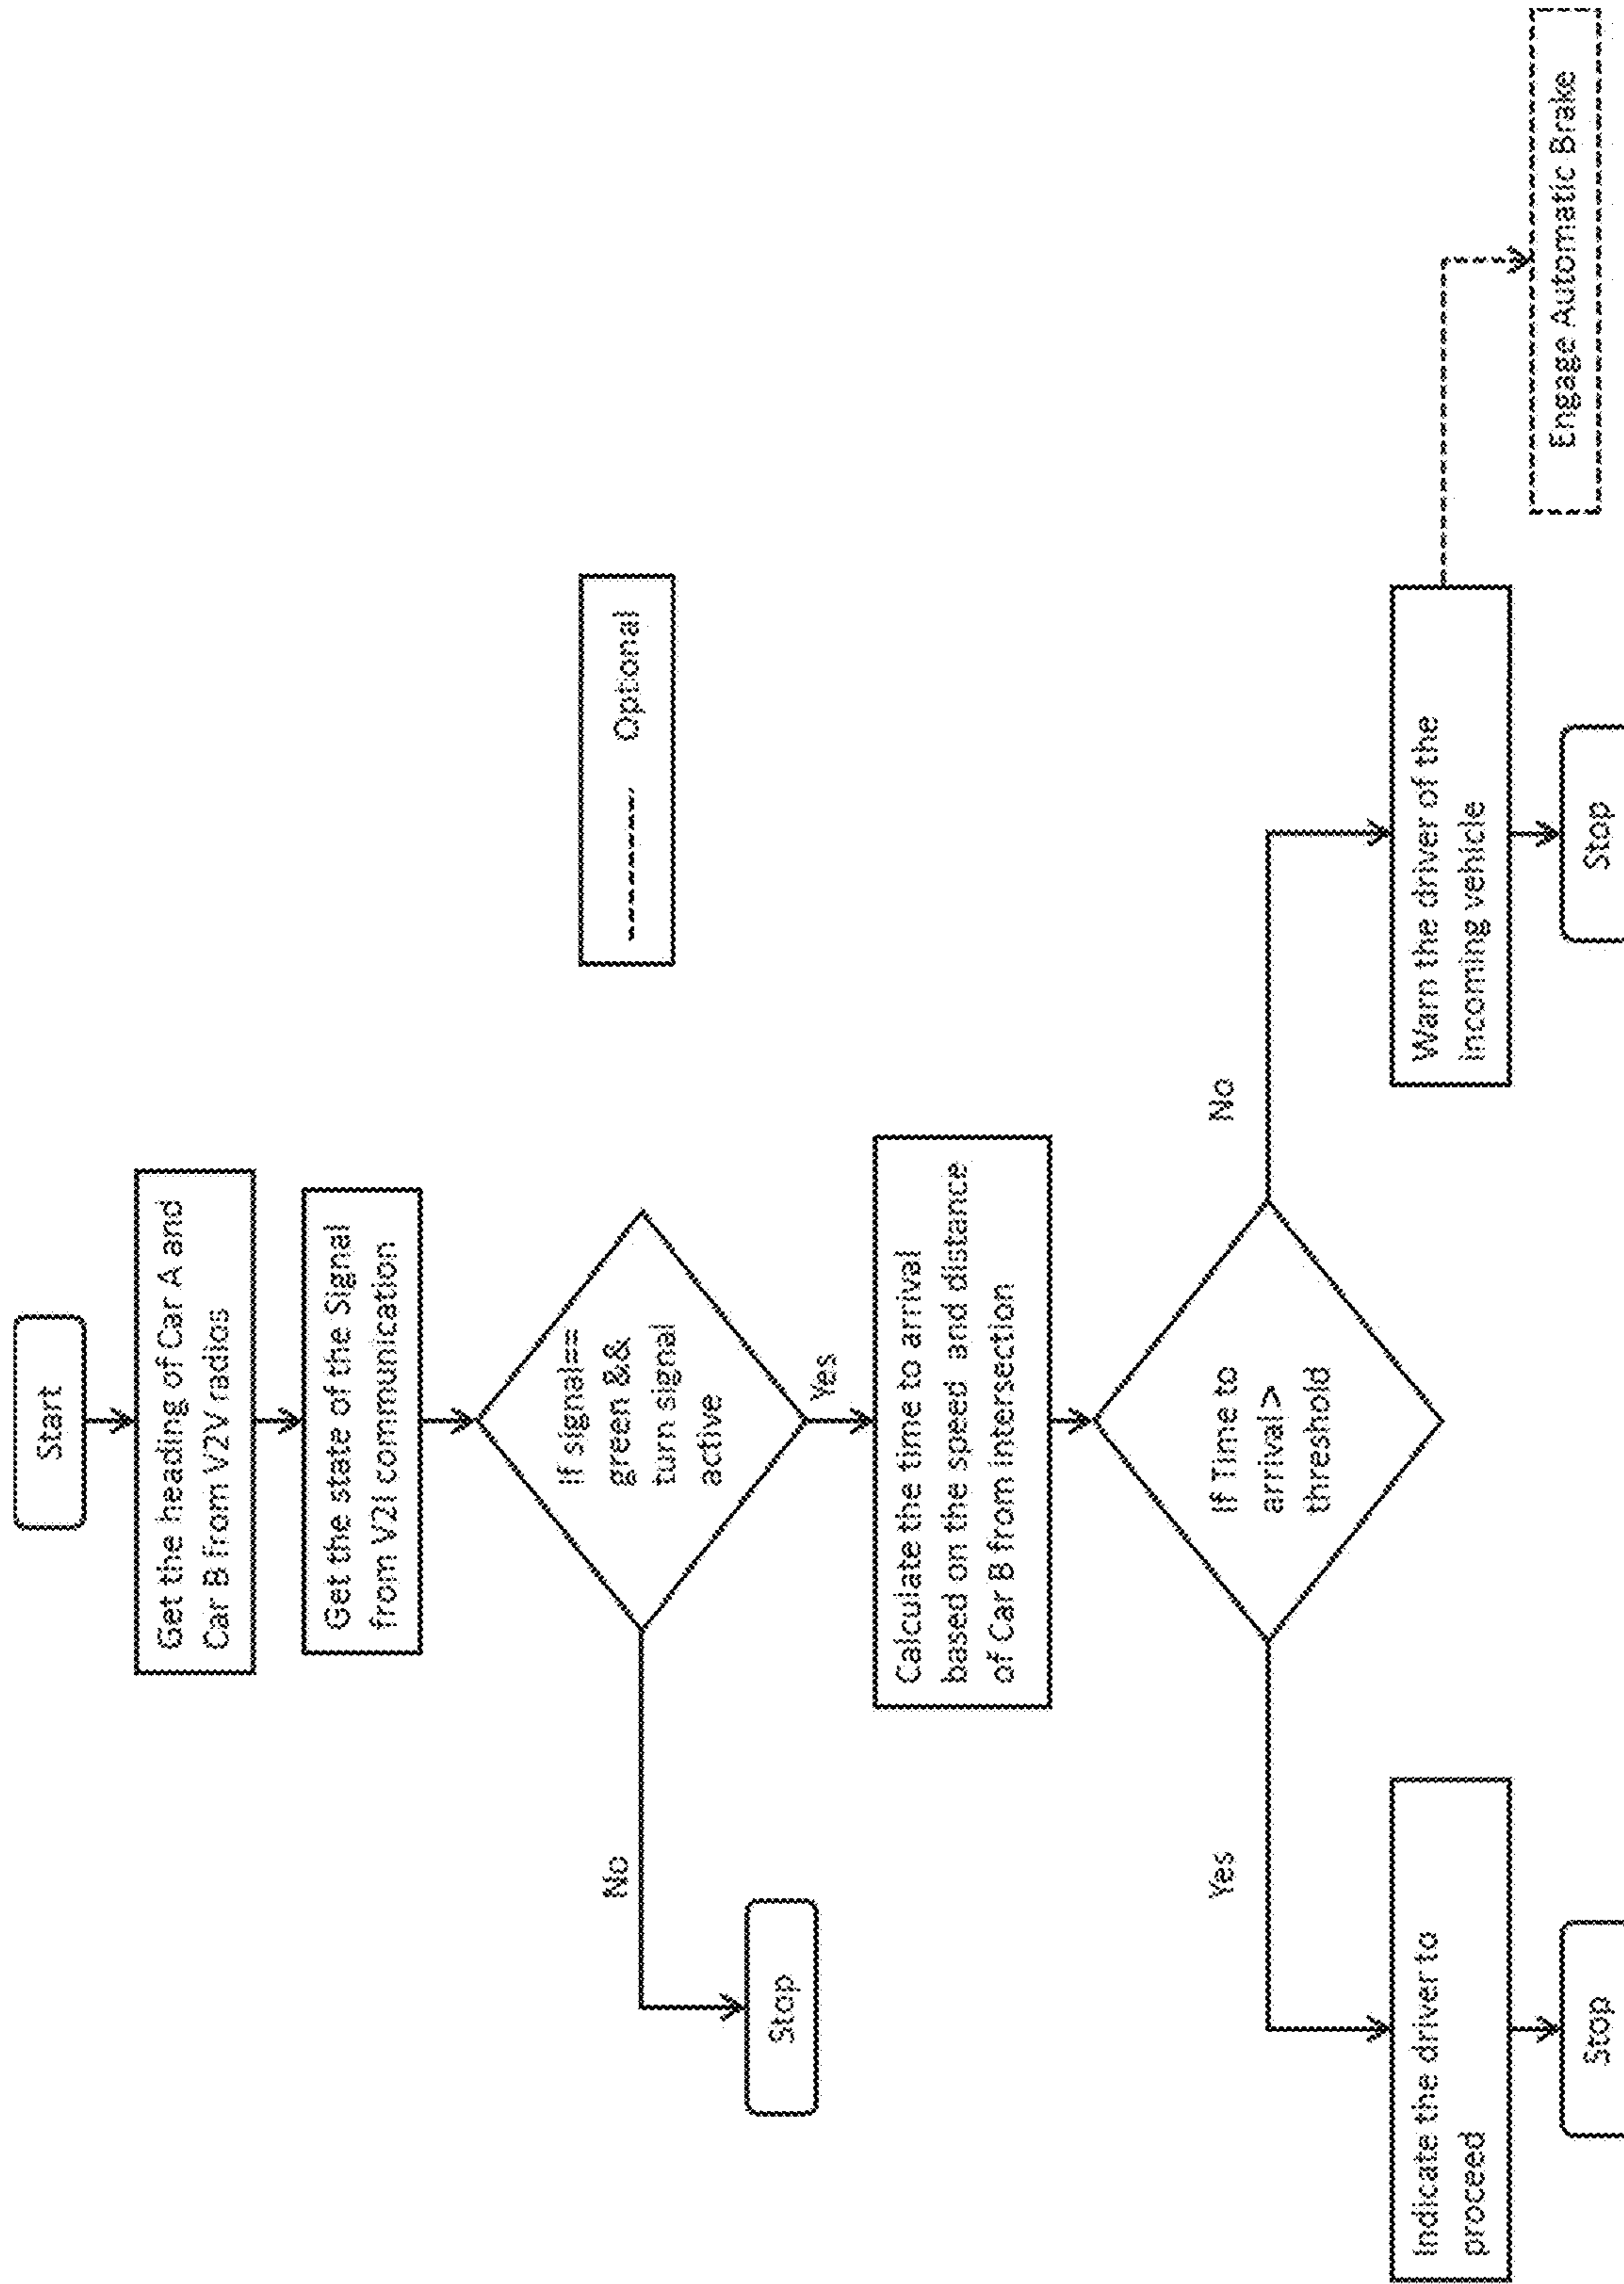 Start
Get the heading of Car A and
Car B from V2V radios
Get the state of the Signal
from V2I communication
If signal==
green &&
turn signal
active
No
Stop
Optional
Yes
Calculate the time to arrival
based on the speed and distance
of Car B from intersection
If Time to
arrival>
threshold
Yes
No
Indicate the driver to
proceed
Stop
Warn the driver of the
incoming vehicle
Stop
Engage Automatic Brake